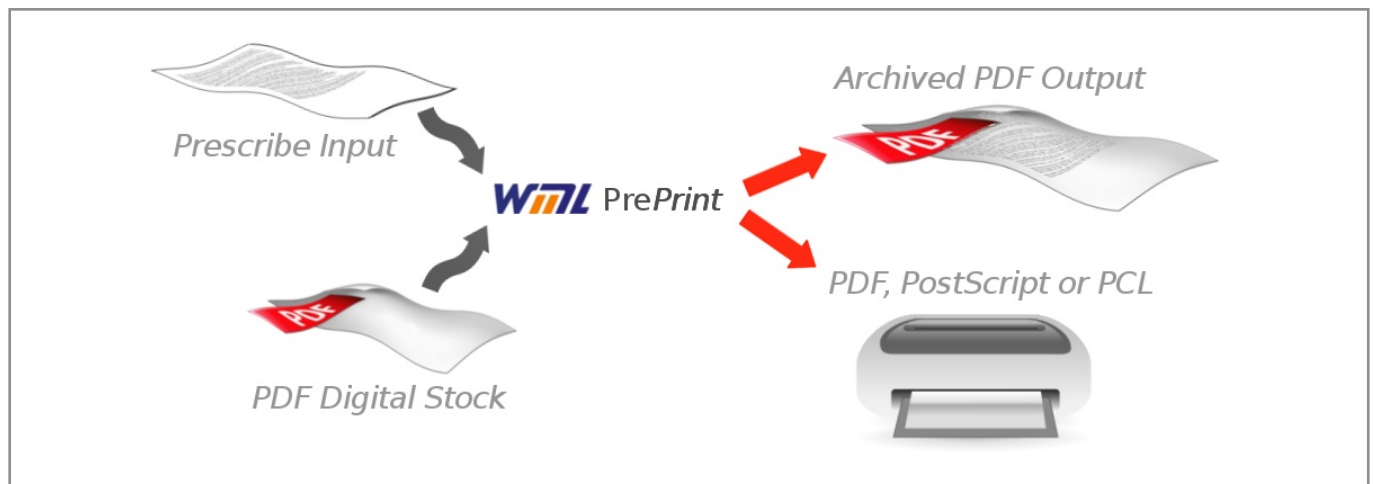 Prescribe Input
Archived PDF Output
PDF
WML PrePrint
PDF
PDF Digital Stock
PDF, PostScript or PCL